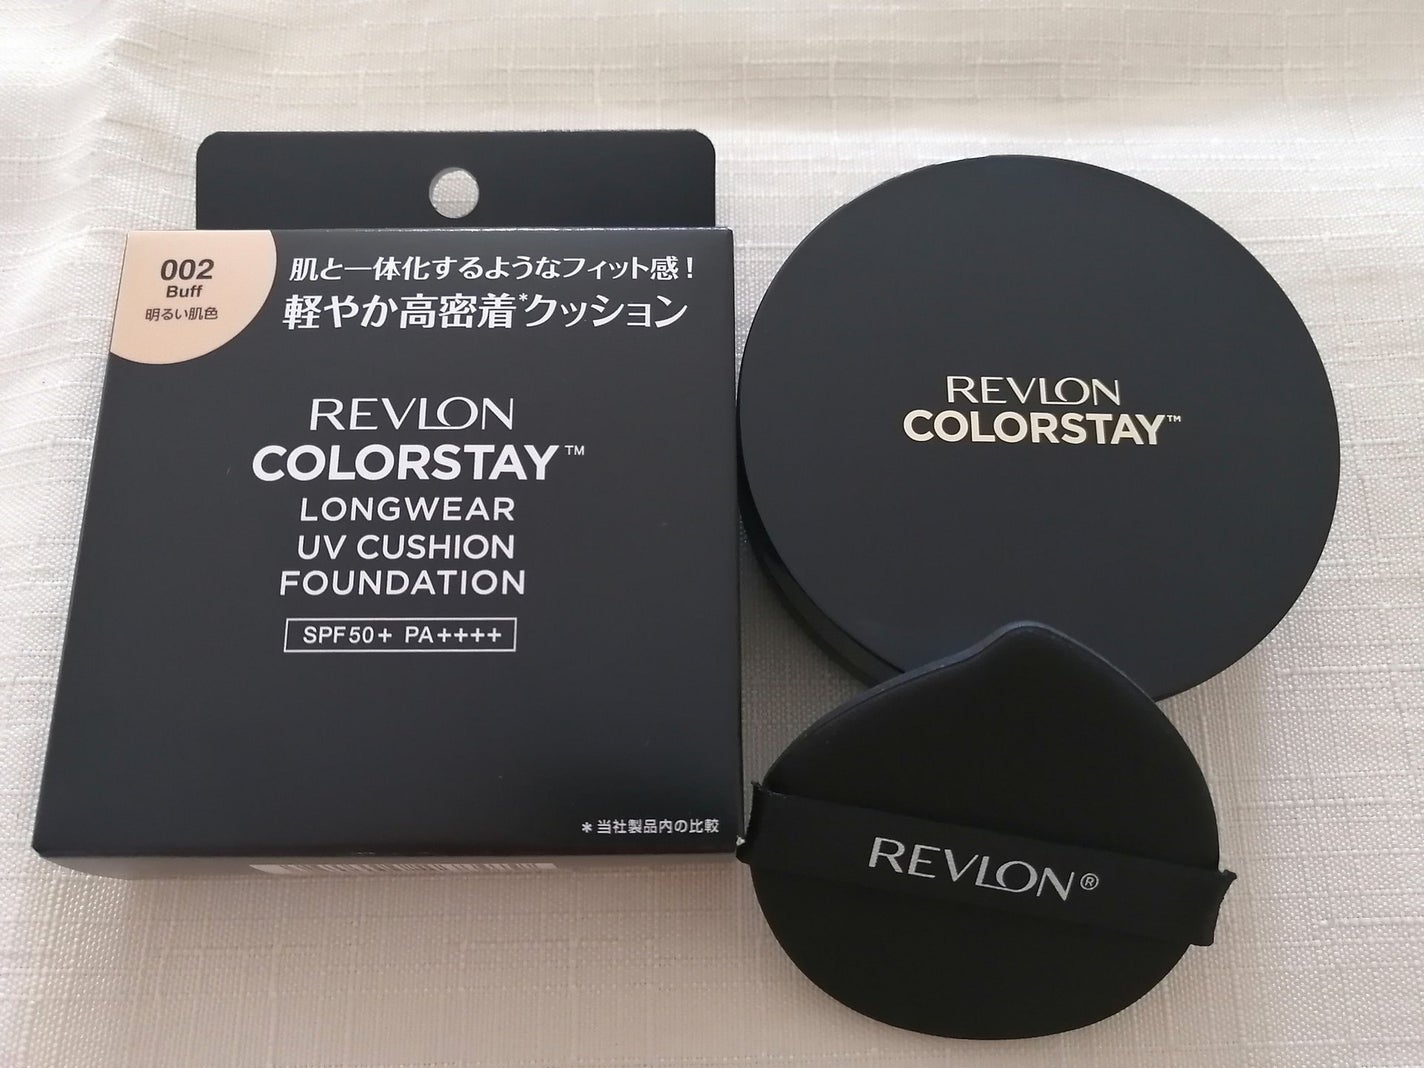 002
Buff
明るい肌色
肌と一体化するようなフィット感!
軽やか高密着*クッション
REVLON
COLORSTAY™
LONGWEAR
UV CUSHION
FOUNDATION
SPF50+ PA++++
*当社製品内の比較
REVLON
COLORSTAY™
REVLON®